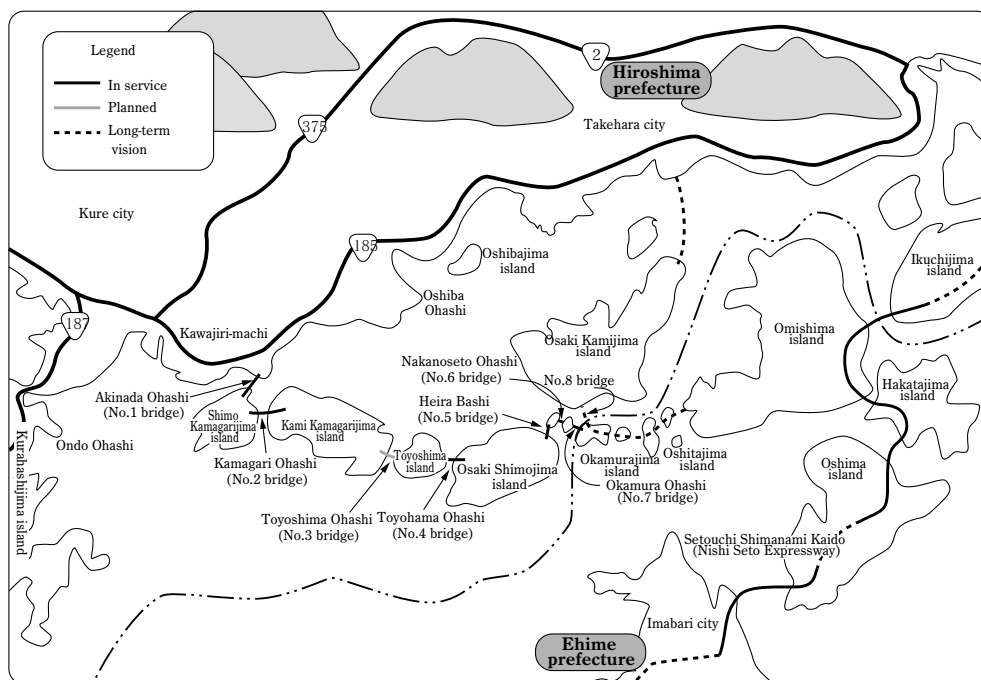 Legend
In service
Planned
Long-term
vision
2
Hiroshima
prefecture
375
Takehara city
Kure city
185
Oshibajima
island
Ikuchijima
island
Oshiba
Ohashi
187
Kawajiri-machi
Osaki Kamijima
island
Omishima
island
Nakanoseto Ohashi
(No.6 bridge)
No.8 bridge
Akinada Ohashi
(No.1 bridge)
Heira Bashi
(No.5 bridge)
Hakatajima
island
Shimo
Kamagarijima
island
Kami Kamagarijima
island
Ondo Ohashi
Kurahashijima island
Toyoshima
island
Osaki Shimojima
island
Okamurajima
island
Oshitajima
island
Oshima
island
Kamagari Ohashi
(No.2 bridge)
Okamura Ohashi
(No.7 bridge)
Toyoshima Ohashi
(No.3 bridge)
Toyohama Ohashi
(No.4 bridge)
Setouchi Shimanami Kaido
(Nishi Seto Expressway)
Imabari city
Ehime
prefecture